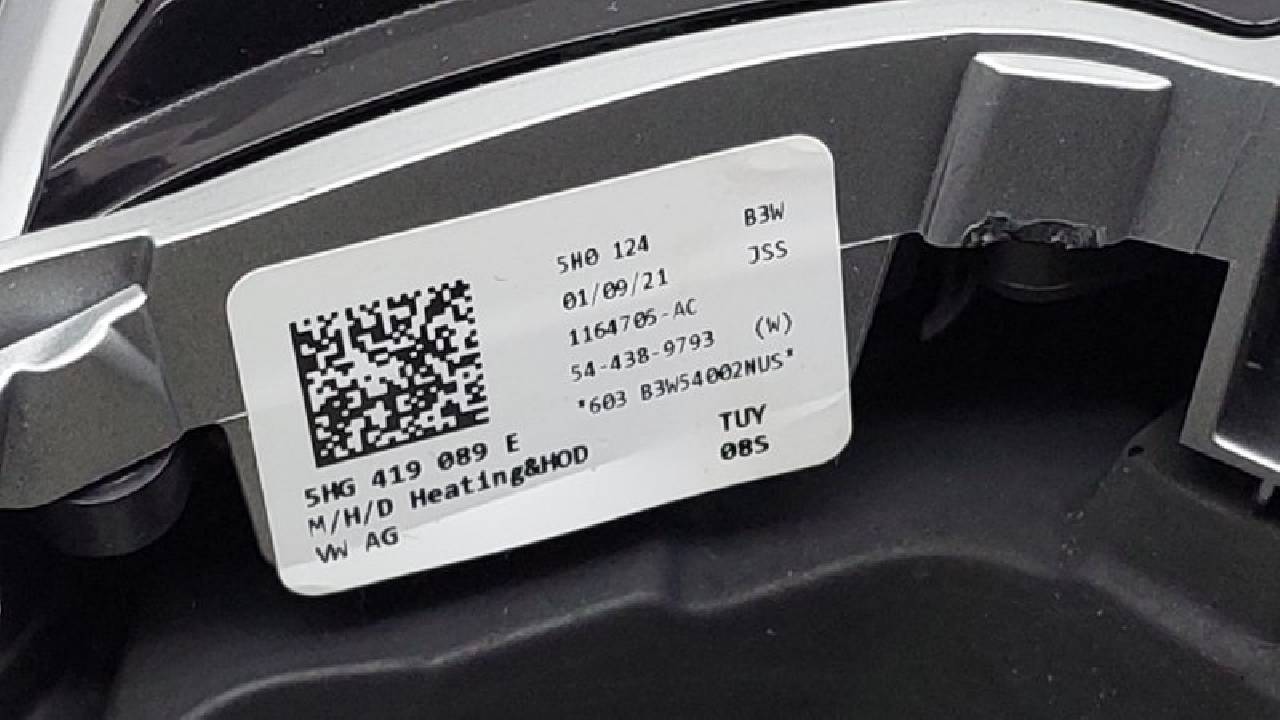 5H0 124
B3W
01/09/21
JSS
1164705-AC
54-438-9793
(W)
*603 B3W54002NUS*
5HG 419 089 E
TUY
M/H/D Heating&HOD
08S
VW AG